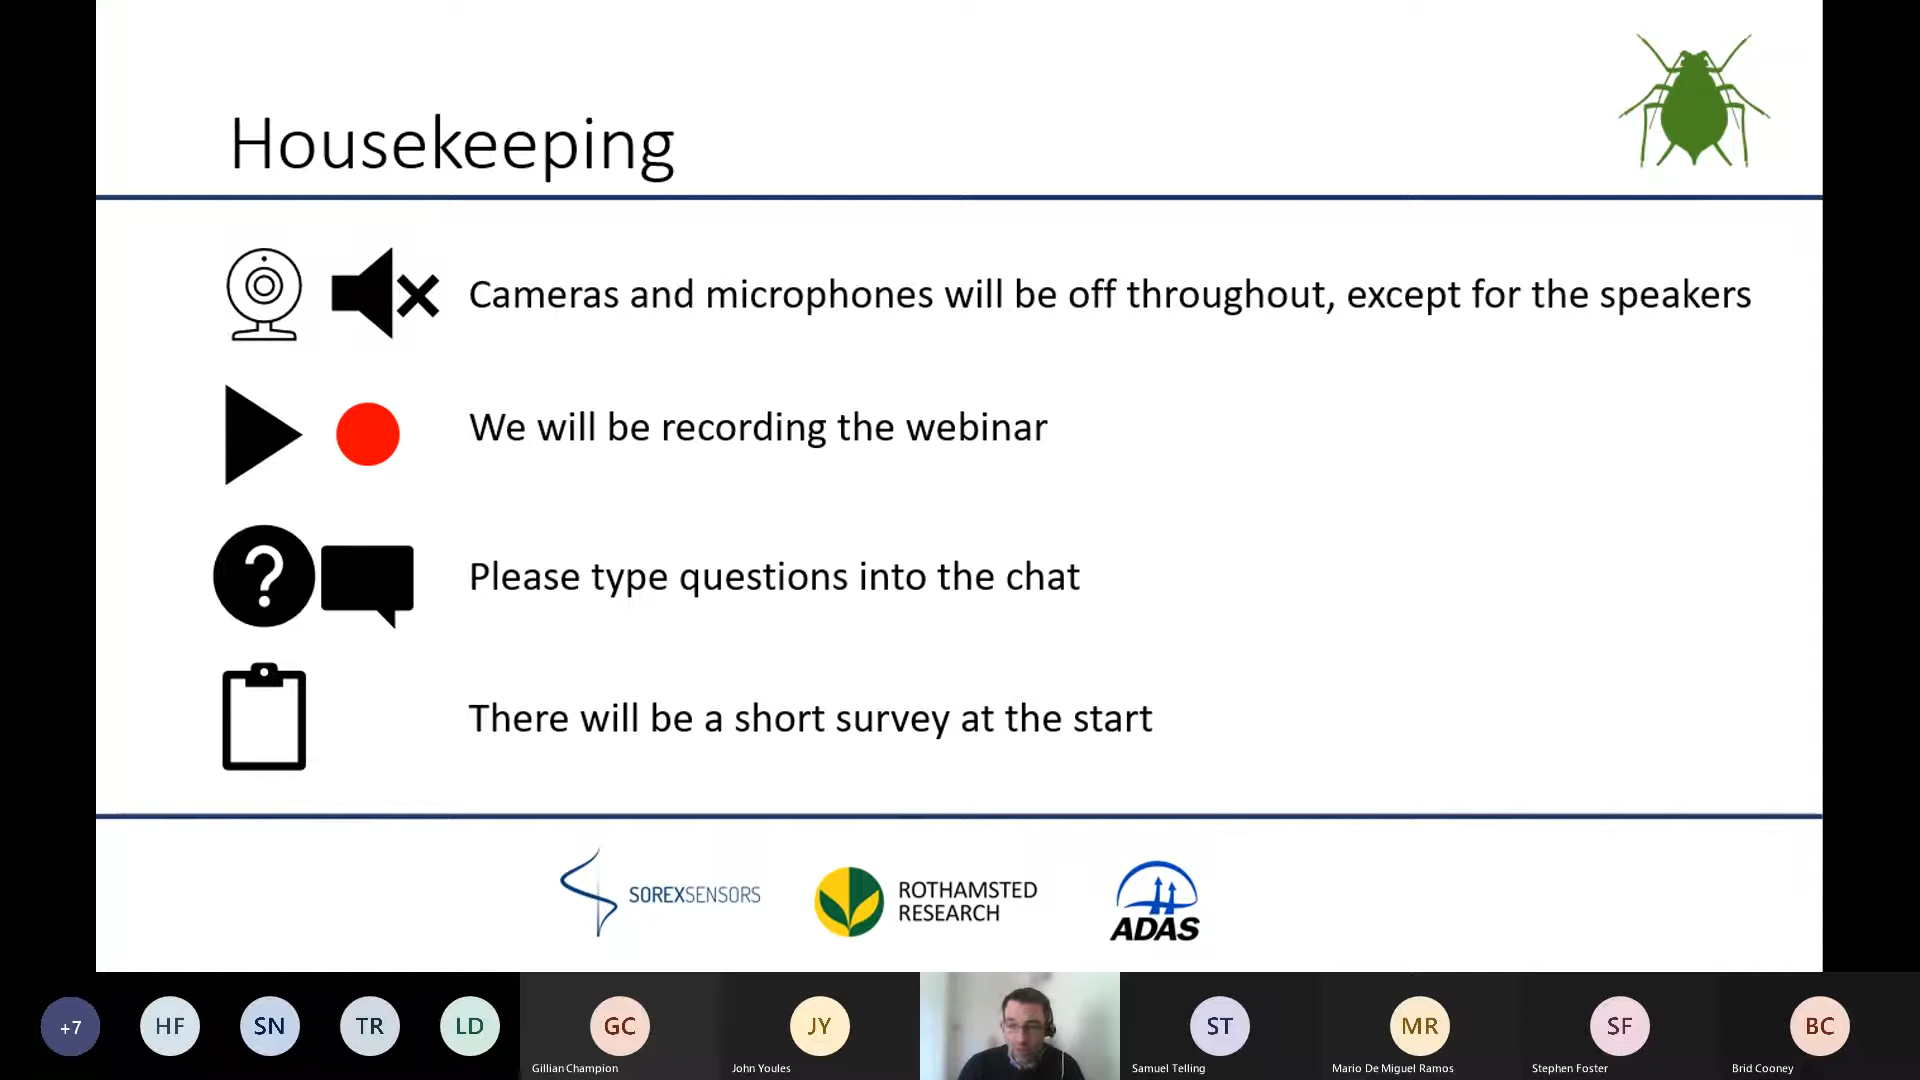 Housekeeping
Cameras and microphones will be off throughout, except for the speakers
We will be recording the webinar
?
Please type questions into the chat
There will be a short survey at the start
SOREXSENSORS
ROTHAMSTED
RESEARCH
ADAS
+7
HF
SN
TR
LD
GC
JY
ST
MR
SF
BC
Gillian Champion
John Youles
Samuel Telling
Mario De Miguel Ramos
Stephen Foster
Brid Cooney